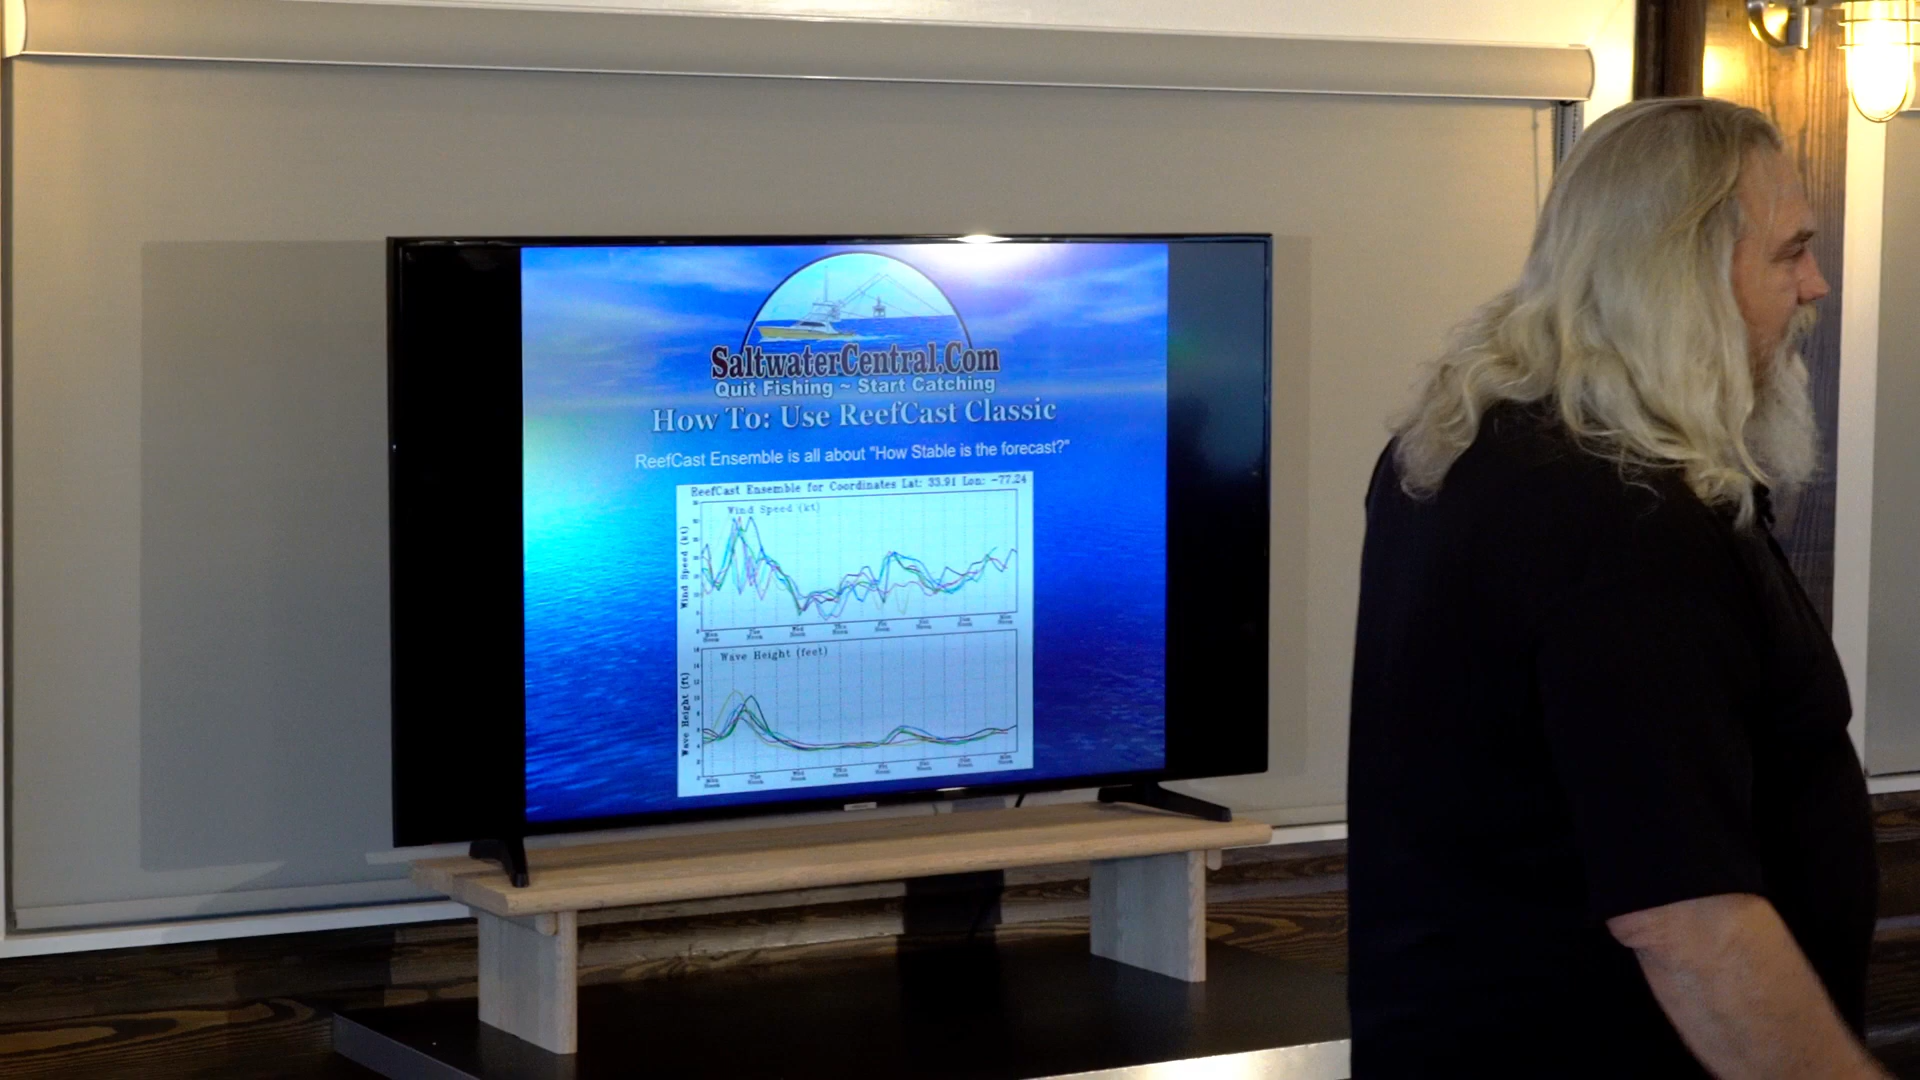 SaltwaterCentral.Com
Quit Fishing ~ Start Catching
How To: Use ReefCast Classic
ReefCast Ensemble is all about "How Stable is the forecast?"
ReefCast Ensemble for Coordinates Lat: 33.91 Lon: -77.24
Wind Speed (kt)
Wind Speed (kt)
Wave Height (feet)
Wave Height (ft)